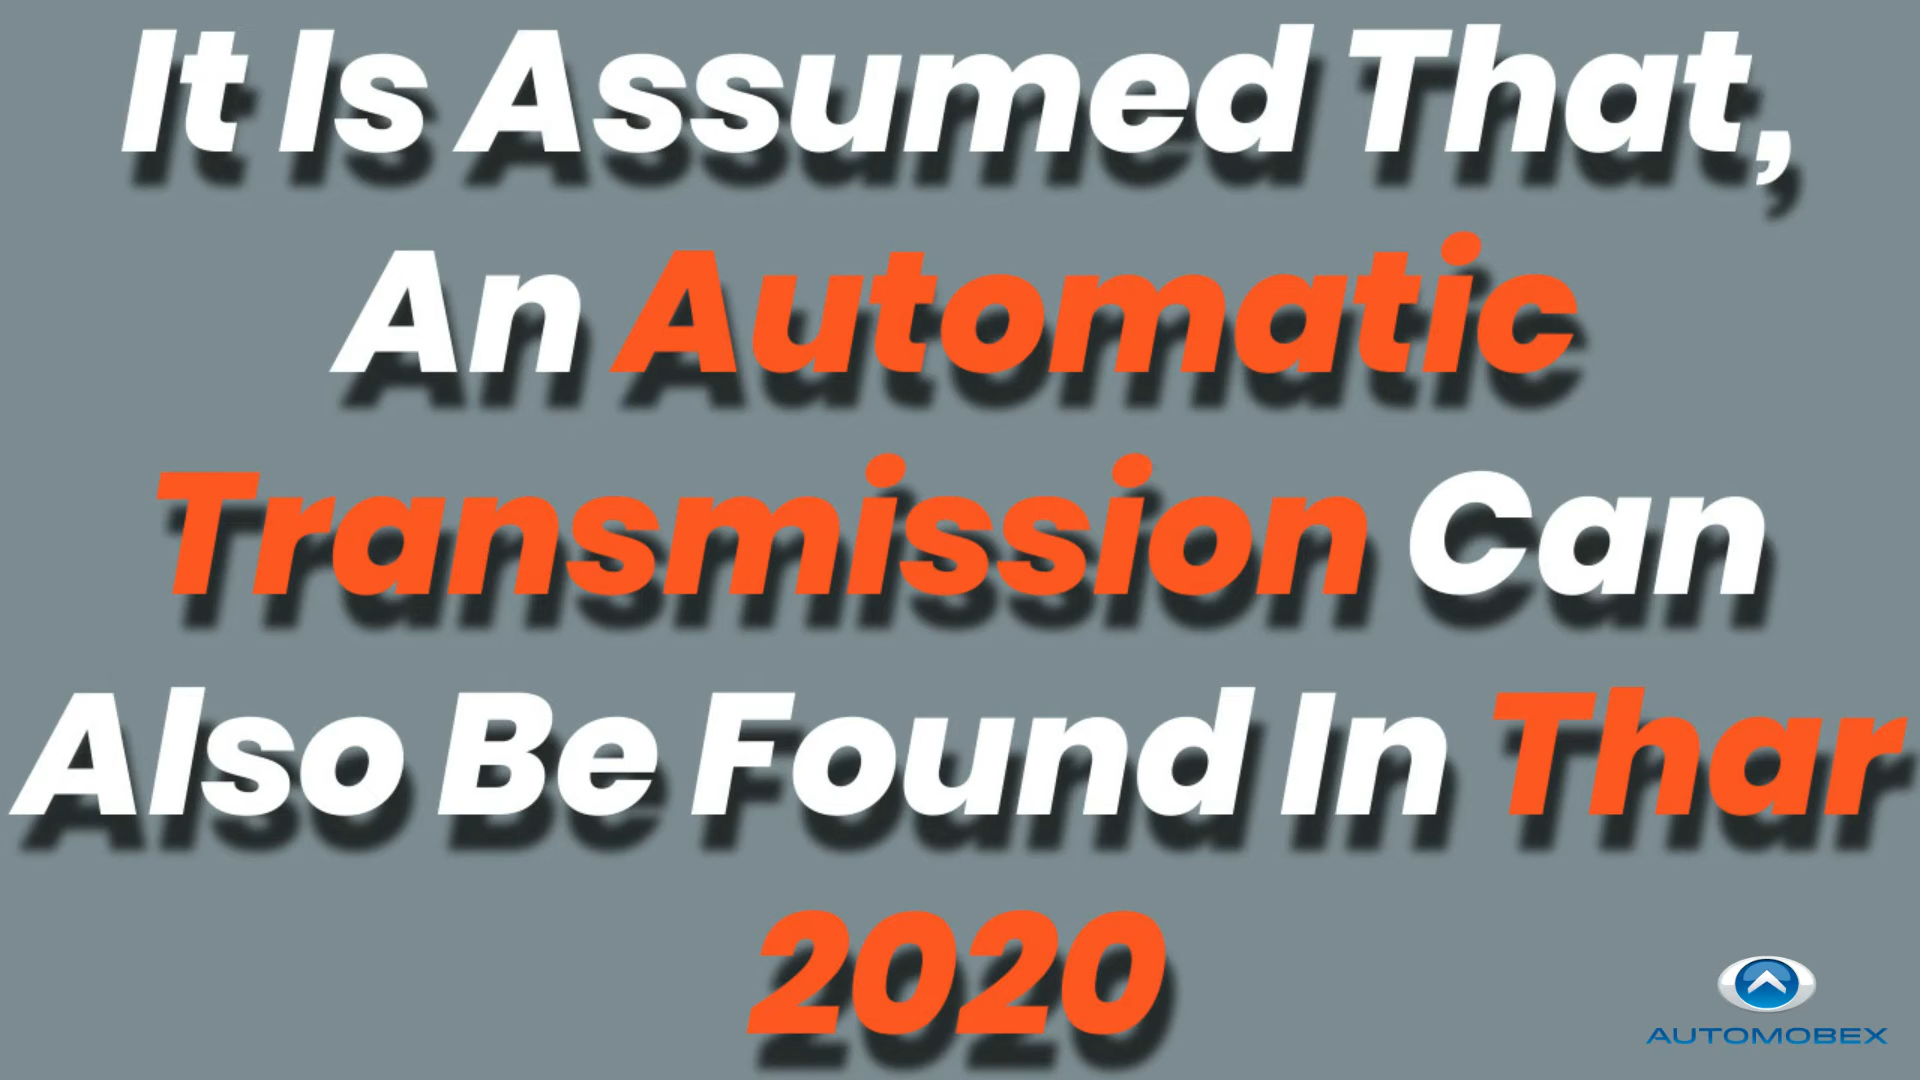 It Is Assumed That,
An Automatic
Transmission Can
Also Be Found In Thar
2020
AUTOMOBEX